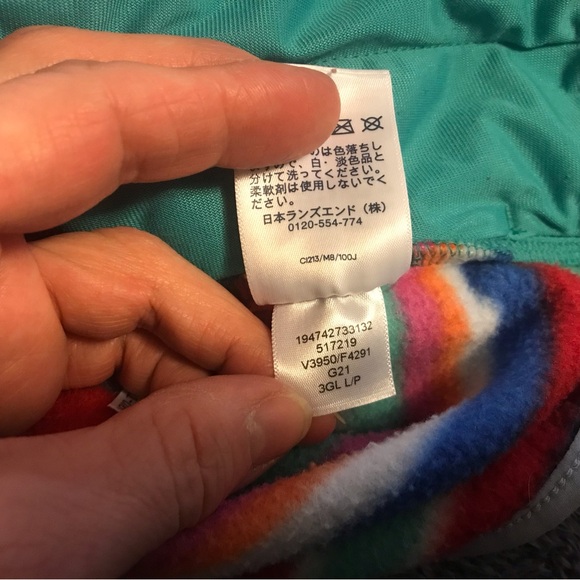 のは色落ちし
ので、白・淡色品と
分けて洗ってください。
柔軟剤は使用しないでく
ださい。
日本ランズエンド（株）
0120-554-774
CI213/MB/100J
194742733132
517219
V3950/F4291
G21
3GL L/P